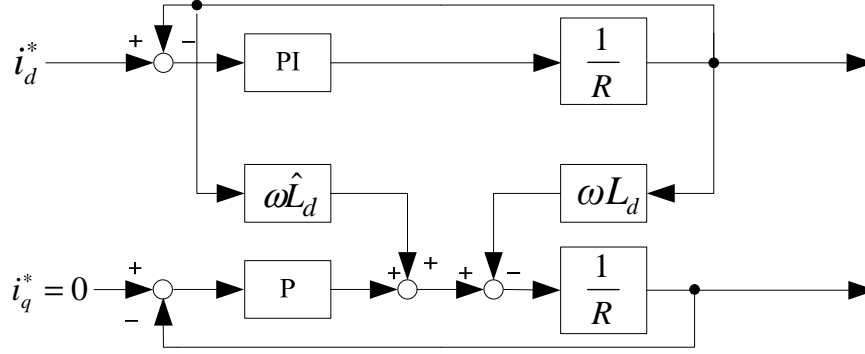 + −
i_d^* PI 1/R
ωL̂_d ωL_d
+ + + + −
i_q^* = 0 P 1/R
−